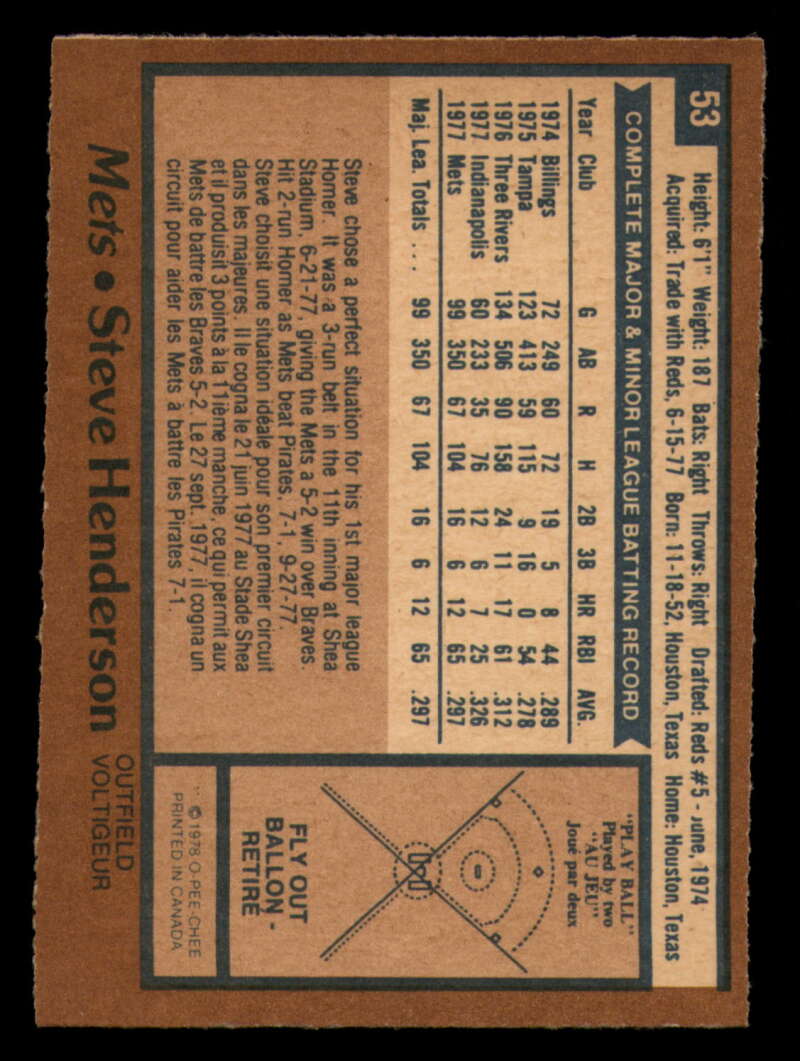 53
Height: 6'1" Weight: 187 Bats: Right Throws: Right Drafted: Reds #5 - June, 1974
Acquired: Trade with Reds, 6-15-77 Born: 11-18-52, Houston, Texas Home: Houston, Texas
COMPLETE MAJOR & MINOR LEAGUE BATTING RECORD
Year Club G AB R H 2B 3B HR RBI AVG.
1974 Billings 72 249 60 72 19 5 8 44 .289
1975 Tampa 123 413 59 115 9 16 0 54 .278
1976 Three Rivers 134 506 90 158 24 11 17 61 .312
1977 Indianapolis 60 233 35 76 12 6 7 25 .326
1977 Mets 99 350 67 104 16 6 12 65 .297
Maj. Lea. Totals ... 99 350 67 104 16 6 12 65 .297
Steve chose a perfect situation for his 1st major league
Homer. It was a 3-run belt in the 11th inning at Shea
Stadium, 6-21-77, giving the Mets a 5-2 win over Braves.
Hit 2-run Homer as Mets beat Pirates, 7-1, 9-27-77.
Steve choisit une situation idéale pour son premier circuit
dans les majeures. Il le cogna le 21 juin 1977 au Stade Shea
et il produisit 3 points à la 11ième manche, ce qui permit aux
Mets de battre les Braves 5-2. Le 27 sept. 1977, il cogna un
circuit pour aider les Mets à battre les Pirates 7-1.
"PLAY BALL"
Played by two
"AU JEU"
Joué par deux
FLY OUT
BALLON -
RETIRÉ
© 1978 O-PEE-CHEE
PRINTED IN CANADA
Mets • Steve Henderson
OUTFIELD
VOLTIGEUR